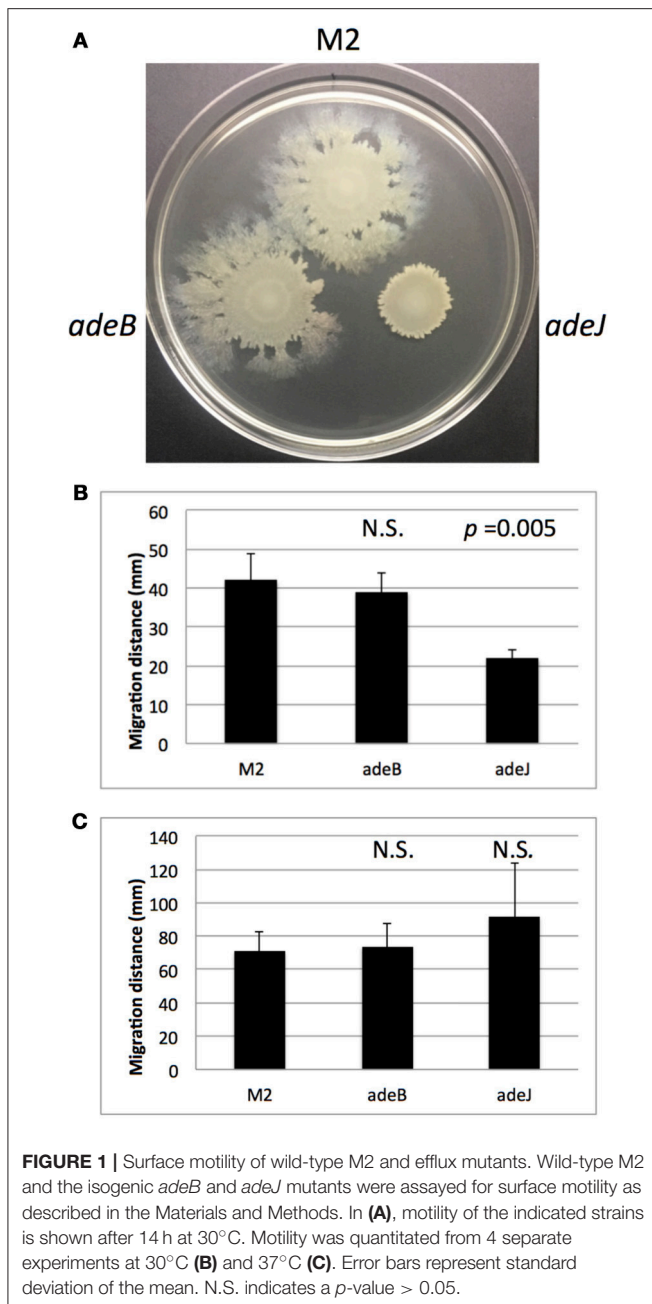 A
M2
adeB
adeJ
B
60
50
40
30
20
10
0
Migration distance (mm)
N.S.
p =0.005
M2
adeB
adeJ
C
140
120
100
80
60
40
20
0
Migration distance (mm)
N.S.
N.S.
M2
adeB
adeJ
FIGURE 1 | Surface motility of wild-type M2 and efflux mutants. Wild-type M2
and the isogenic adeB and adeJ mutants were assayed for surface motility as
described in the Materials and Methods. In (A), motility of the indicated strains
is shown after 14 h at 30°C. Motility was quantitated from 4 separate
experiments at 30°C (B) and 37°C (C). Error bars represent standard
deviation of the mean. N.S. indicates a p-value > 0.05.